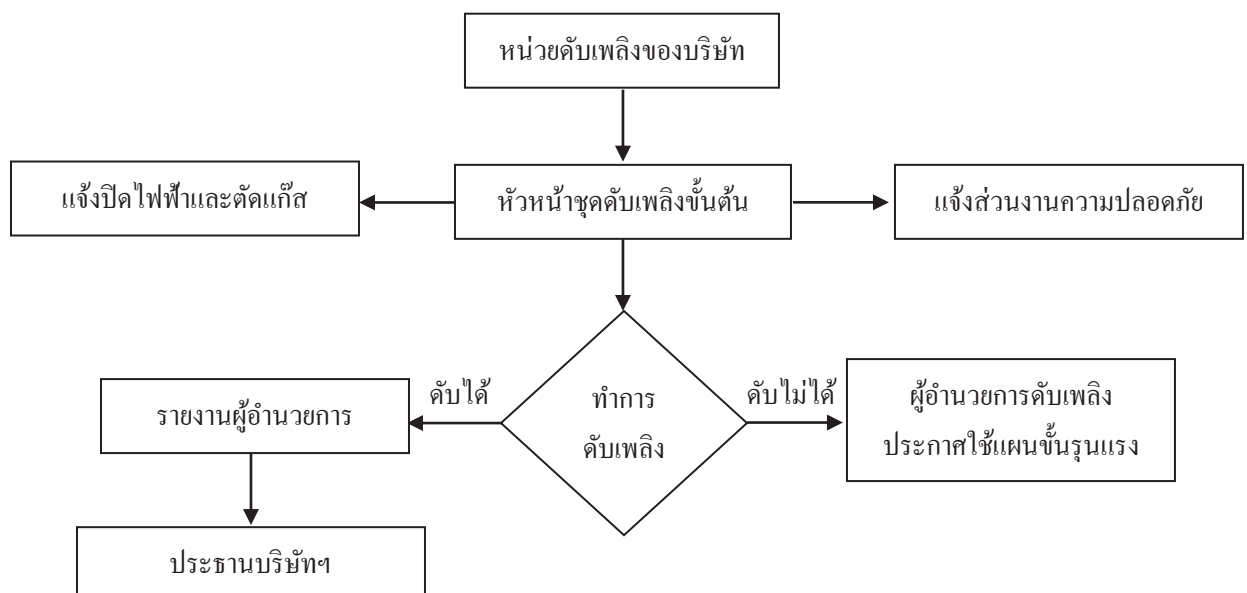 หน่วยดับเพลิงของบริษัท
แจ้งปิดไฟฟ้าและตัดแก๊ส
หัวหน้าชุดดับเพลิงขั้นต้น
แจ้งส่วนงานความปลอดภัย
ดับได้
ดับไม่ได้
รายงานผู้อำนวยการ
ทำการ
ดับเพลิง
ผู้อำนวยการดับเพลิง
ประกาศใช้แผนขั้นรุนแรง
ประธานบริษัทฯ